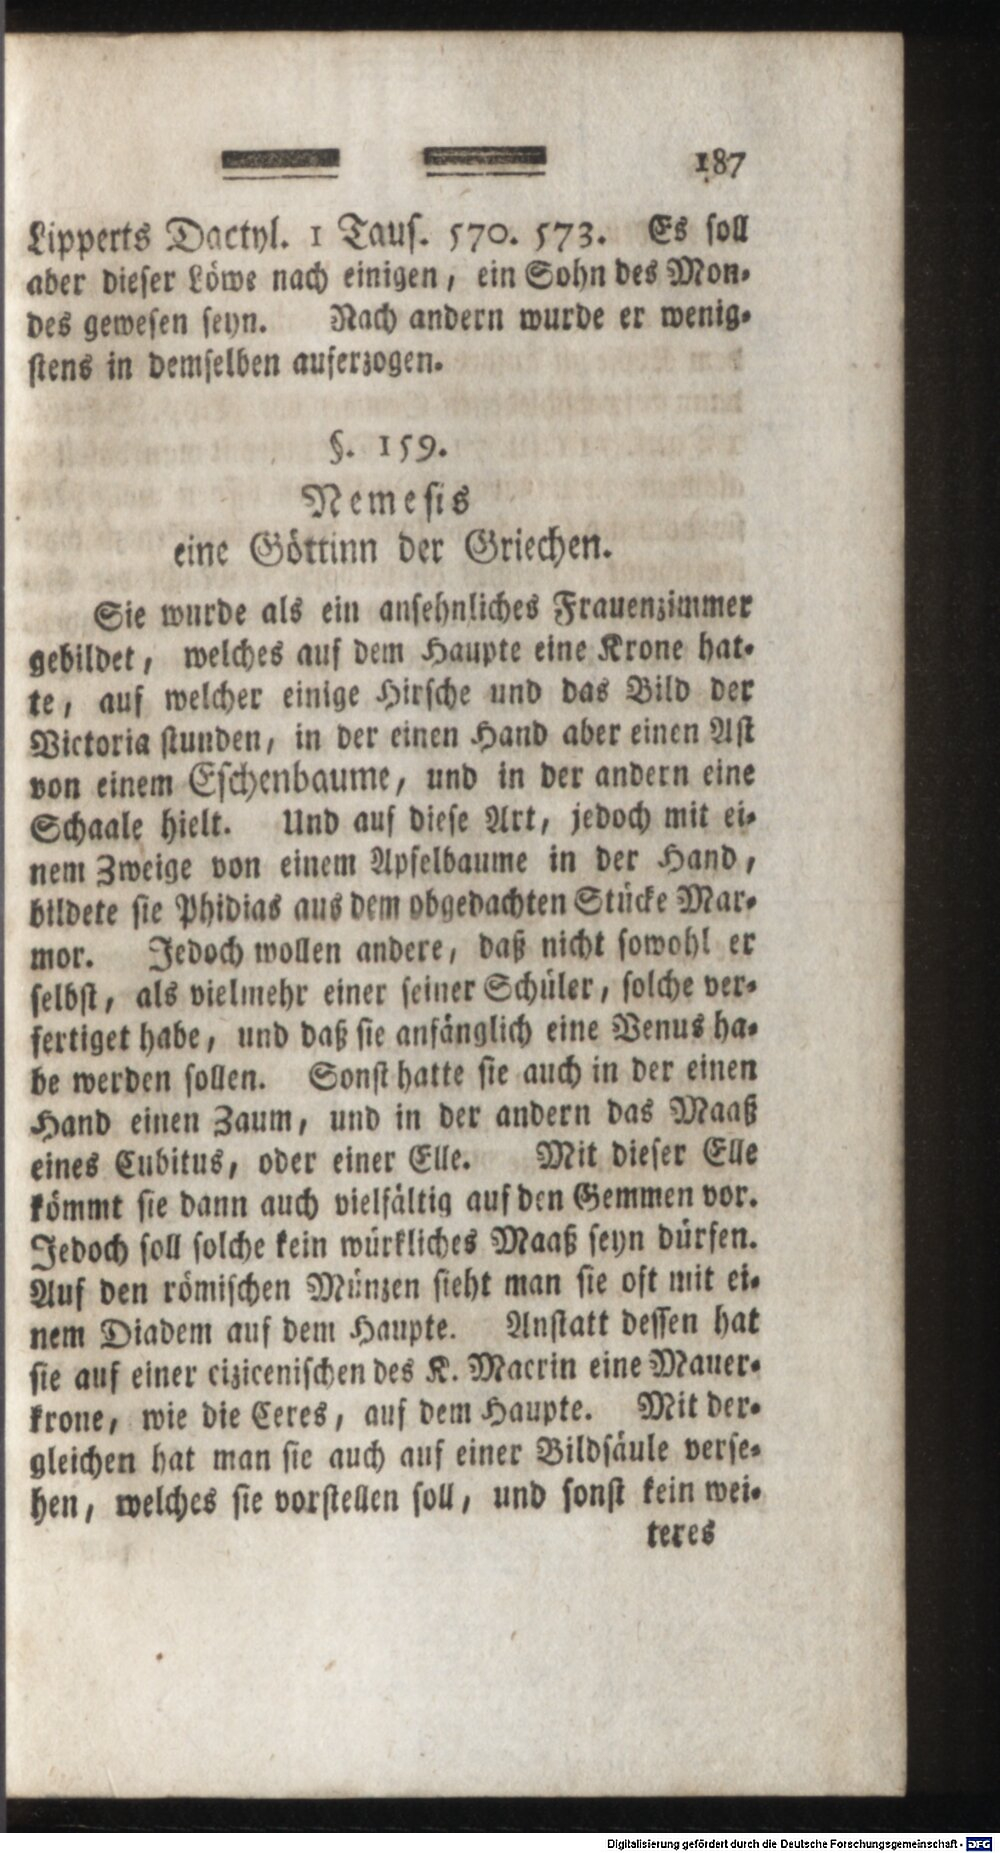 187
Lipperts Dactyl. 1 Taus. 570. 573. Es soll
aber dieser Löwe nach einigen, ein Sohn des Mon-
des gewesen seyn. Nach andern wurde er wenig-
stens in demselben auferzogen.
§. 159.
Nemesis
eine Göttinn der Griechen.
Sie wurde als ein ansehnliches Frauenzimmer
gebildet, welches auf dem Haupte eine Krone hat-
te, auf welcher einige Hirsche und das Bild der
Victoria stunden, in der einen Hand aber einen Ast
von einem Eschenbaume, und in der andern eine
Schaale hielt. Und auf diese Art, jedoch mit ei-
nem Zweige von einem Apfelbaume in der Hand,
bildete sie Phidias aus dem obgedachten Stücke Mar-
mor. Jedoch wollen andere, daß nicht sowohl er
selbst, als vielmehr einer seiner Schüler, solche ver-
fertiget habe, und daß sie anfänglich eine Venus ha-
be werden sollen. Sonst hatte sie auch in der einen
Hand einen Zaum, und in der andern das Maaß
eines Cubitus, oder einer Elle. Mit dieser Elle
kömmt sie dann auch vielfältig auf den Gemmen vor.
Jedoch soll solche kein würkliches Maaß seyn dürfen.
Auf den römischen Münzen sieht man sie oft mit ei-
nem Diadem auf dem Haupte. Anstatt dessen hat
sie auf einer cizicenischen des K. Macrin eine Mauer-
krone, wie die Ceres, auf dem Haupte. Mit der-
gleichen hat man sie auch auf einer Bildsäule verse-
hen, welches sie vorstellen soll, und sonst kein wei-
teres
Digitalisierung gefördert durch die Deutsche Forschungsgemeinschaft - DFG